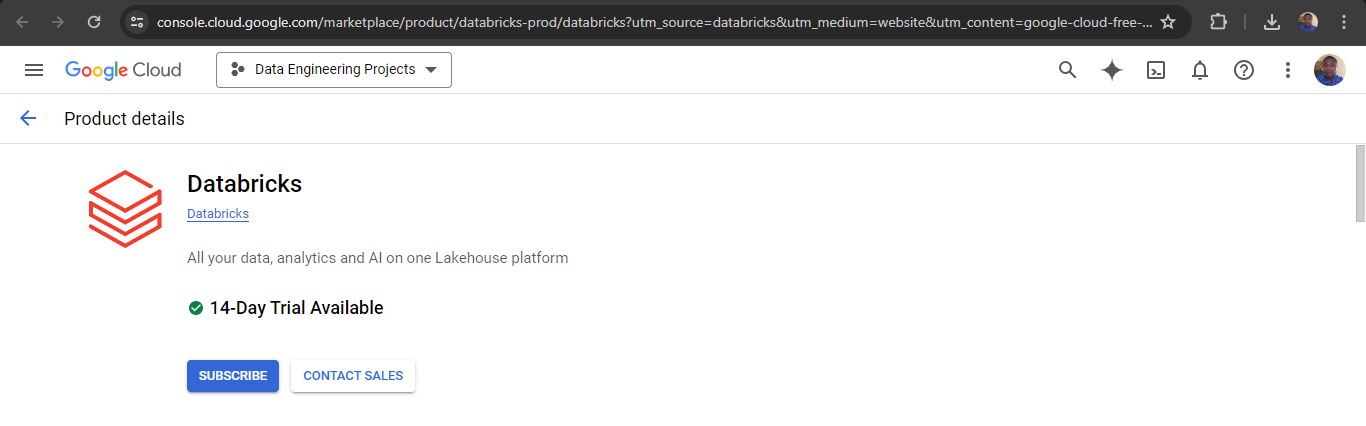 console.cloud.google.com/marketplace/product/databricks-prod/databricks?utm_source=databricks&utm_medium=website&utm_content=google-cloud-free-...
Google Cloud
Data Engineering Projects
Product details
Databricks
Databricks
All your data, analytics and AI on one Lakehouse platform
14-Day Trial Available
SUBSCRIBE CONTACT SALES